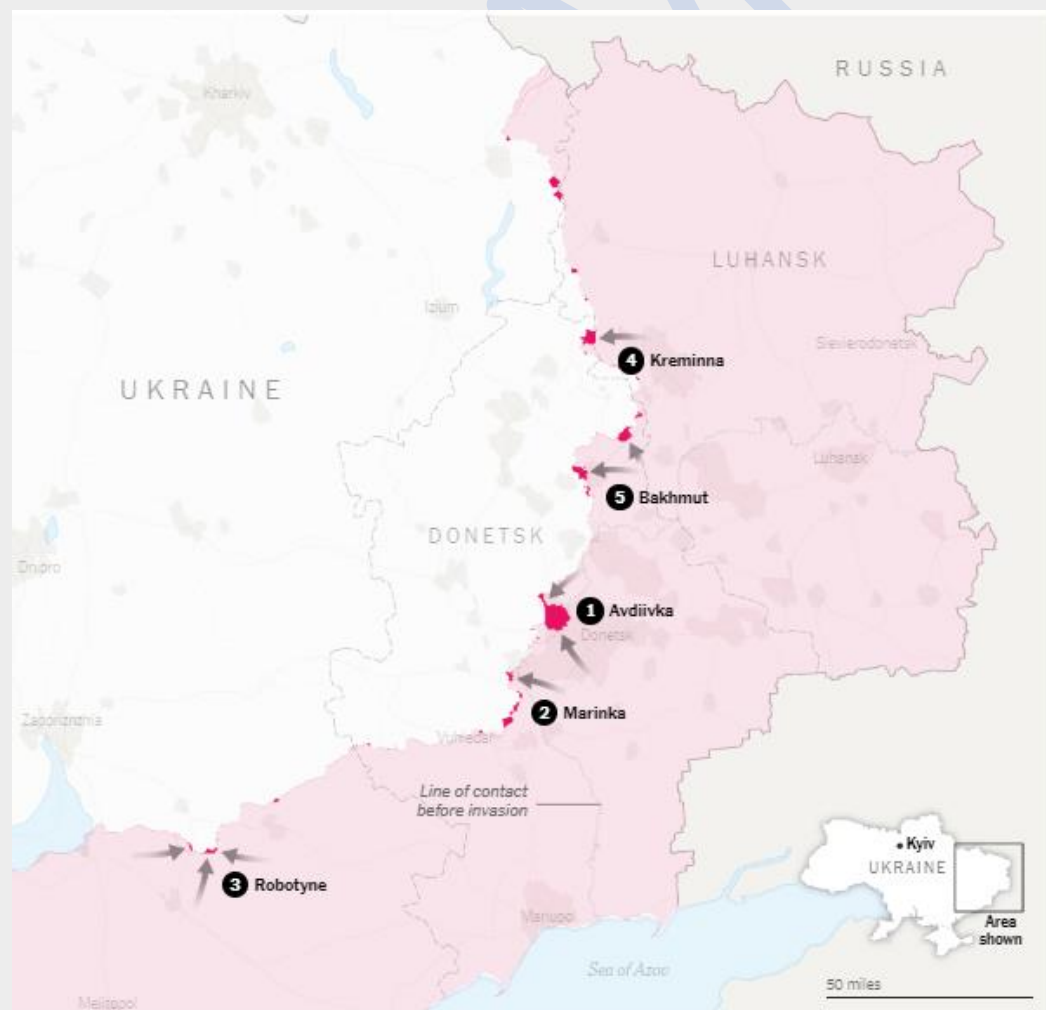 RUSSIA
Kharkiv
LUHANSK
Izium
Sievierodonetsk
UKRAINE
4 Kreminna
Luhansk
5 Bakhmut
DONETSK
Dnipro
1 Avdiivka
Donetsk
2 Marinka
Zaporizhzhia
Vuhledar
Line of contact
before invasion
Kyiv
UKRAINE
3 Robotyne
Mariupol
Area
shown
Sea of Azov
50 miles
Melitopol